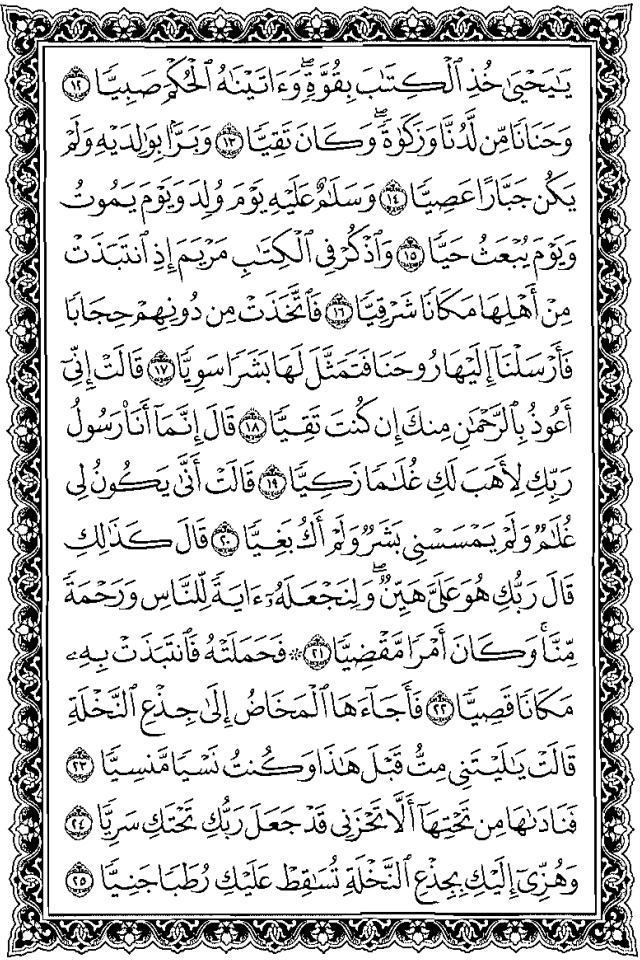 يَٰيَحْيَىٰ خُذِ ٱلْكِتَٰبَ بِقُوَّةٍۖ وَءَاتَيْنَٰهُ ٱلْحُكْمَ صَبِيًّا ١٢
وَحَنَانًا مِّن لَّدُنَّا وَزَكَوٰةًۖ وَكَانَ تَقِيًّا ١٣ وَبَرًّۢا بِوَٰلِدَيْهِ وَلَمْ
يَكُن جَبَّارًا عَصِيًّا ١٤ وَسَلَٰمٌ عَلَيْهِ يَوْمَ وُلِدَ وَيَوْمَ يَمُوتُ
وَيَوْمَ يُبْعَثُ حَيًّا ١٥ وَٱذْكُرْ فِى ٱلْكِتَٰبِ مَرْيَمَ إِذِ ٱنتَبَذَتْ
مِنْ أَهْلِهَا مَكَانًا شَرْقِيًّا ١٦ فَٱتَّخَذَتْ مِن دُونِهِمْ حِجَابًا
فَأَرْسَلْنَآ إِلَيْهَا رُوحَنَا فَتَمَثَّلَ لَهَا بَشَرًا سَوِيًّا ١٧ قَالَتْ إِنِّىٓ
أَعُوذُ بِٱلرَّحْمَٰنِ مِنكَ إِن كُنتَ تَقِيًّا ١٨ قَالَ إِنَّمَآ أَنَا۠ رَسُولُ
رَبِّكِ لِأَهَبَ لَكِ غُلَٰمًا زَكِيًّا ١٩ قَالَتْ أَنَّىٰ يَكُونُ لِى
غُلَٰمٌ وَلَمْ يَمْسَسْنِى بَشَرٌ وَلَمْ أَكُ بَغِيًّا ٢٠ قَالَ كَذَٰلِكِ
قَالَ رَبُّكِ هُوَ عَلَىَّ هَيِّنٌۖ وَلِنَجْعَلَهُۥٓ ءَايَةً لِّلنَّاسِ وَرَحْمَةً
مِّنَّاۚ وَكَانَ أَمْرًا مَّقْضِيًّا ٢١ ۞ فَحَمَلَتْهُ فَٱنتَبَذَتْ بِهِۦ
مَكَانًا قَصِيًّا ٢٢ فَأَجَآءَهَا ٱلْمَخَاضُ إِلَىٰ جِذْعِ ٱلنَّخْلَةِ
قَالَتْ يَٰلَيْتَنِى مِتُّ قَبْلَ هَٰذَا وَكُنتُ نَسْيًا مَّنسِيًّا ٢٣
فَنَادَىٰهَا مِن تَحْتِهَآ أَلَّا تَحْزَنِى قَدْ جَعَلَ رَبُّكِ تَحْتَكِ سَرِيًّا ٢٤
وَهُزِّىٓ إِلَيْكِ بِجِذْعِ ٱلنَّخْلَةِ تُسَٰقِطْ عَلَيْكِ رُطَبًا جَنِيًّا ٢٥